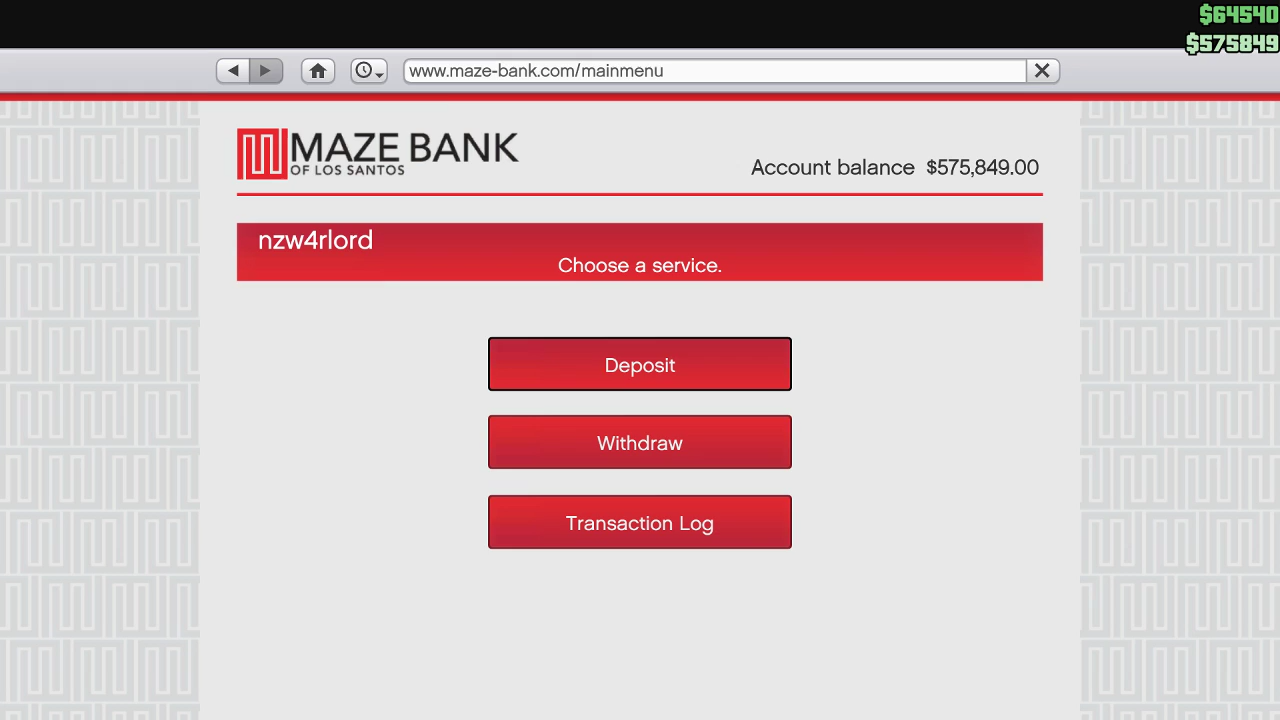 $64540
$575849
www.maze-bank.com/mainmenu
MAZE BANK
OF LOS SANTOS
Account balance $575,849.00
nzw4rlord
Choose a service.
Deposit
Withdraw
Transaction Log